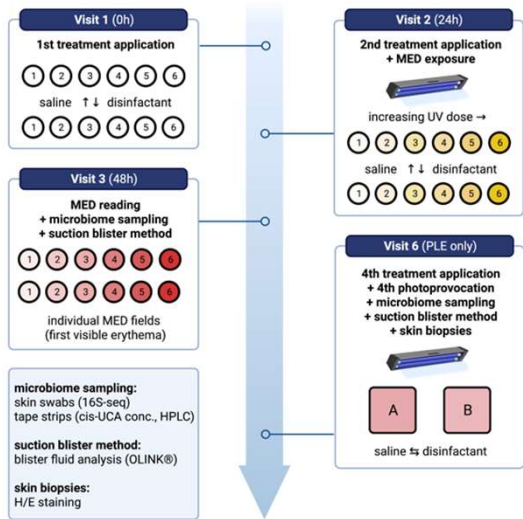 Visit 1 (0h)
1st treatment application
1 2 3 4 5 6
saline ↑↓ disinfactant
1 2 3 4 5 6
Visit 2 (24h)
2nd treatment application
+ MED exposure
increasing UV dose →
1 2 3 4 5 6
saline ↑↓ disinfactant
1 2 3 4 5 6
Visit 3 (48h)
MED reading
+ microbiome sampling
+ suction blister method
1 2 3 4 5 6
1 2 3 4 5 6
individual MED fields
(first visible erythema)
Visit 6 (PLE only)
4th treatment application
+ 4th photoprovocation
+ microbiome sampling
+ suction blister method
+ skin biopsies
A B
saline ⇆ disinfactant
microbiome sampling:
skin swabs (16S-seq)
tape strips (cis-UCA conc., HPLC)
suction blister method:
blister fluid analysis (OLINK®)
skin biopsies:
H/E staining